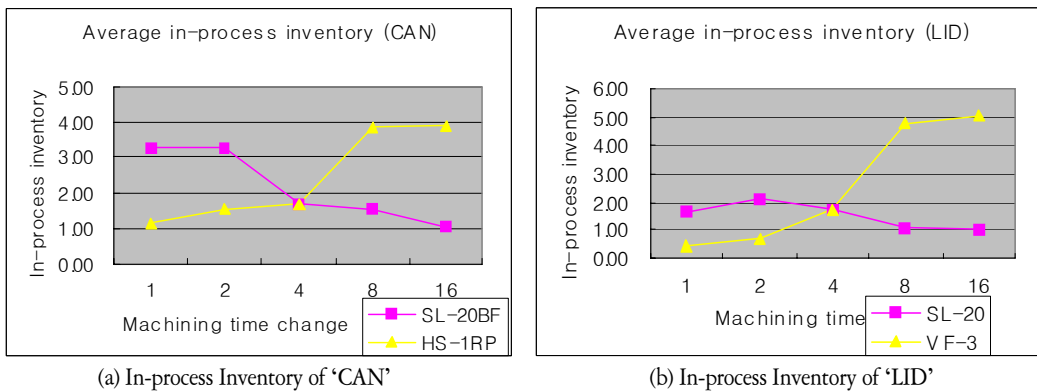 Average in-process inventory (CAN)
In-process inventory
5.00
4.00
3.00
2.00
1.00
0.00
1 2 4 8 16
Machining time change
SL-20BF
HS-1RP
(a) In-process Inventory of ‘CAN’
Average in-process inventory (LID)
In-process inventory
6.00
5.00
4.00
3.00
2.00
1.00
0.00
1 2 4 8 16
Machining time
SL-20
VF-3
(b) In-process Inventory of ‘LID’